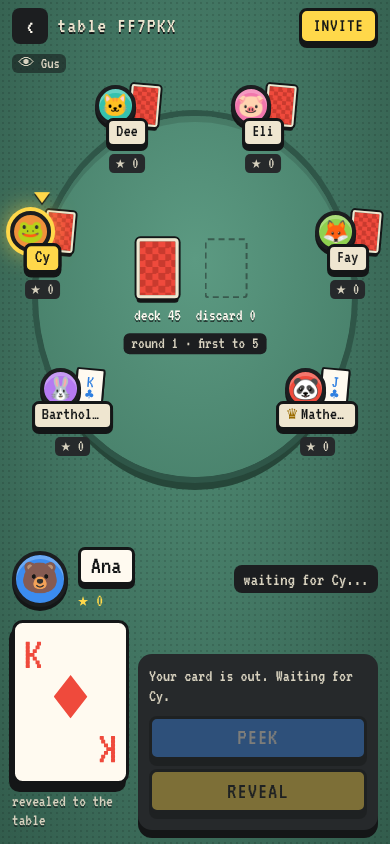 table FF7PKX
INVITE
Gus
Dee
★ 0
Eli
★ 0
Cy
★ 0
Fay
★ 0
deck 45
discard 0
round 1 · first to 5
K
Barthol…
★ 0
J
Mathe…
★ 0
Ana
★ 0
waiting for Cy...
K
K
revealed to the
table
Your card is out. Waiting for
Cy.
PEEK
REVEAL